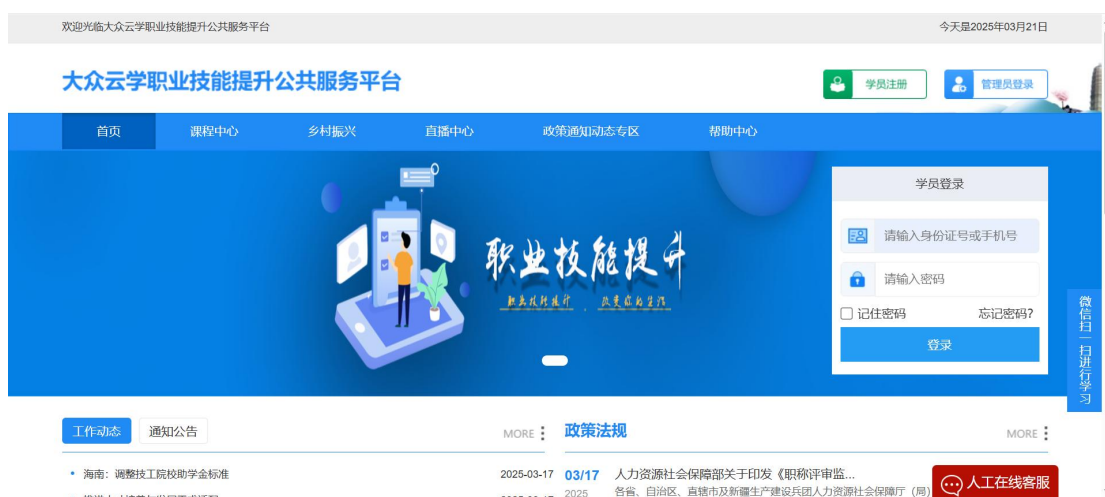 欢迎光临大众云学职业技能提升公共服务平台
今天是2025年03月21日
大众云学职业技能提升公共服务平台
学员注册
管理员登录
首页 课程中心 乡村振兴 直播中心 政策通知动态专区 帮助中心
职业技能提升
学员登录
请输入身份证号或手机号
请输入密码
记住密码 忘记密码?
登录
微信扫一扫进行学习
工作动态 通知公告 MORE
政策法规 MORE
海南：调整技工院校助学金标准 2025-03-17
03/17 人力资源社会保障部关于印发《职称评审监...
2025 各省、自治区、直辖市及新疆生产建设兵团人力资源社会保障厅（局）
人工在线客服